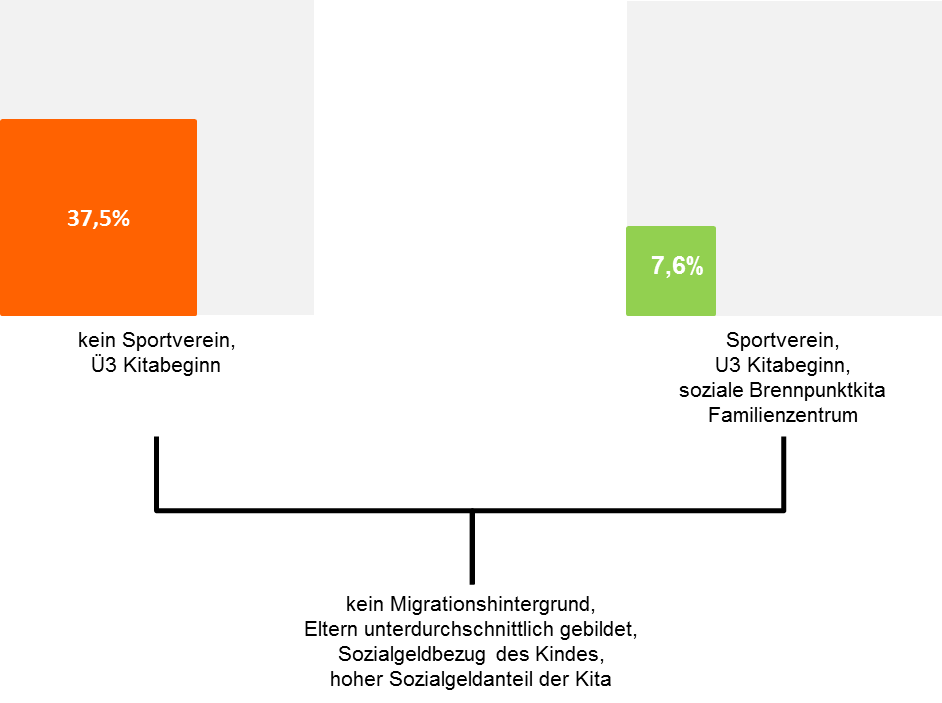 37,5%
7,6%
kein Sportverein,
Ü3 Kitabeginn
Sportverein,
U3 Kitabeginn,
soziale Brennpunktkita
Familienzentrum
kein Migrationshintergrund,
Eltern unterdurchschnittlich gebildet,
Sozialgeldbezug des Kindes,
hoher Sozialgeldanteil der Kita